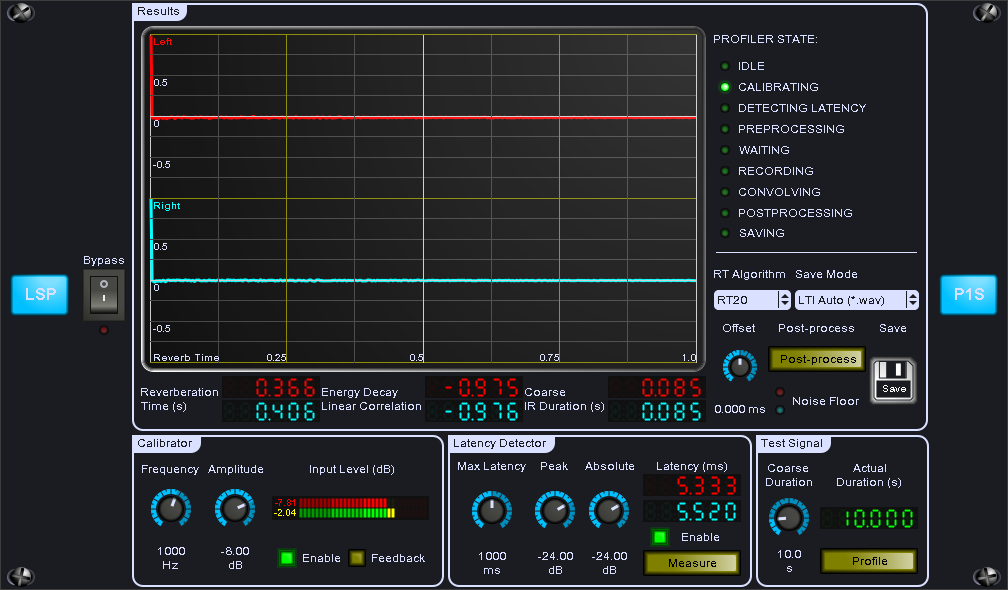 Results
Left
0.5
0
-0.5
Right
0.5
0
-0.5
Reverb Time 0.25 0.5 0.75 1.0
PROFILER STATE:
IDLE
CALIBRATING
DETECTING LATENCY
PREPROCESSING
WAITING
RECORDING
CONVOLVING
POSTPROCESSING
SAVING
Bypass
LSP
P1S
RT Algorithm Save Mode
RT20 LTI Auto (*.wav)
Offset Post-process Save
Post-process
Save
Noise Floor
0.000 ms
Reverberation 0.366 Energy Decay -0.975 Coarse 0.085
Time (s) 0.406 Linear Correlation -0.976 IR Duration (s) 0.085
Calibrator
Frequency Amplitude Input Level (dB)
-7.81
-2.04
1000 -8.00
Hz dB
Enable Feedback
Latency Detector
Max Latency Peak Absolute Latency (ms)
5.333
5.520
Enable
1000 -24.00 -24.00
ms dB dB
Measure
Test Signal
Coarse Actual
Duration Duration (s)
10.000
10.0
s
Profile